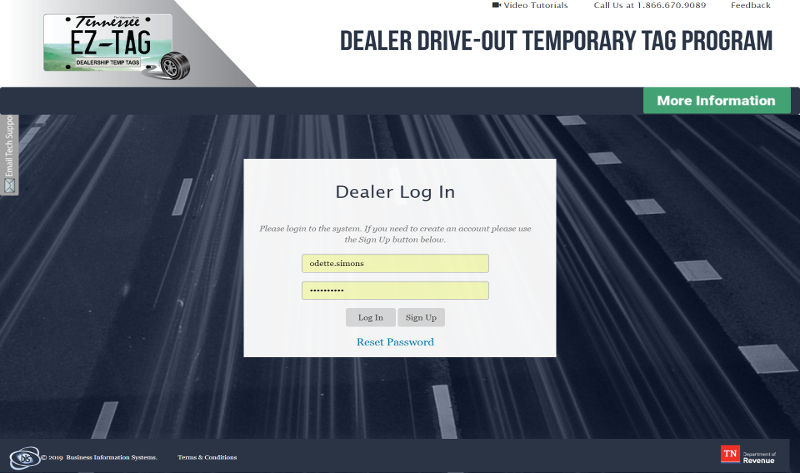 Video Tutorials
Call Us at 1.866.670.9089
Feedback
Tennessee
EZ-TAG
DEALERSHIP TEMP TAGS
DEALER DRIVE-OUT TEMPORARY TAG PROGRAM
More Information
Email Tech Suppo
Dealer Log In
Please login to the system. If you need to create an account please use
the Sign Up button below.
odette.simons
••••••••••
Log In
Sign Up
Reset Password
© 2019 Business Information Systems.
Terms & Conditions
TN
Department of
Revenue